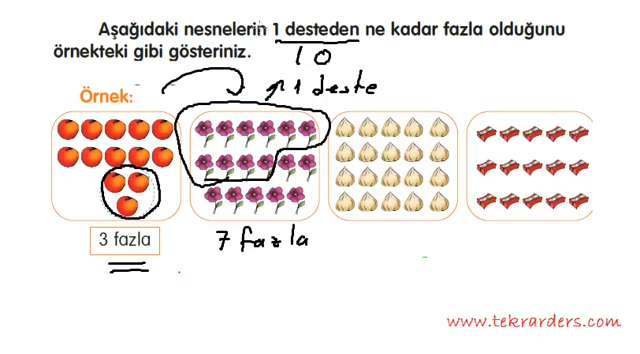 Aşağıdaki nesnelerin 1 desteden ne kadar fazla olduğunu
örnekteki gibi gösteriniz.
10
1 deste
Örnek:
3 fazla
7 fazla
www.tekrarders.com